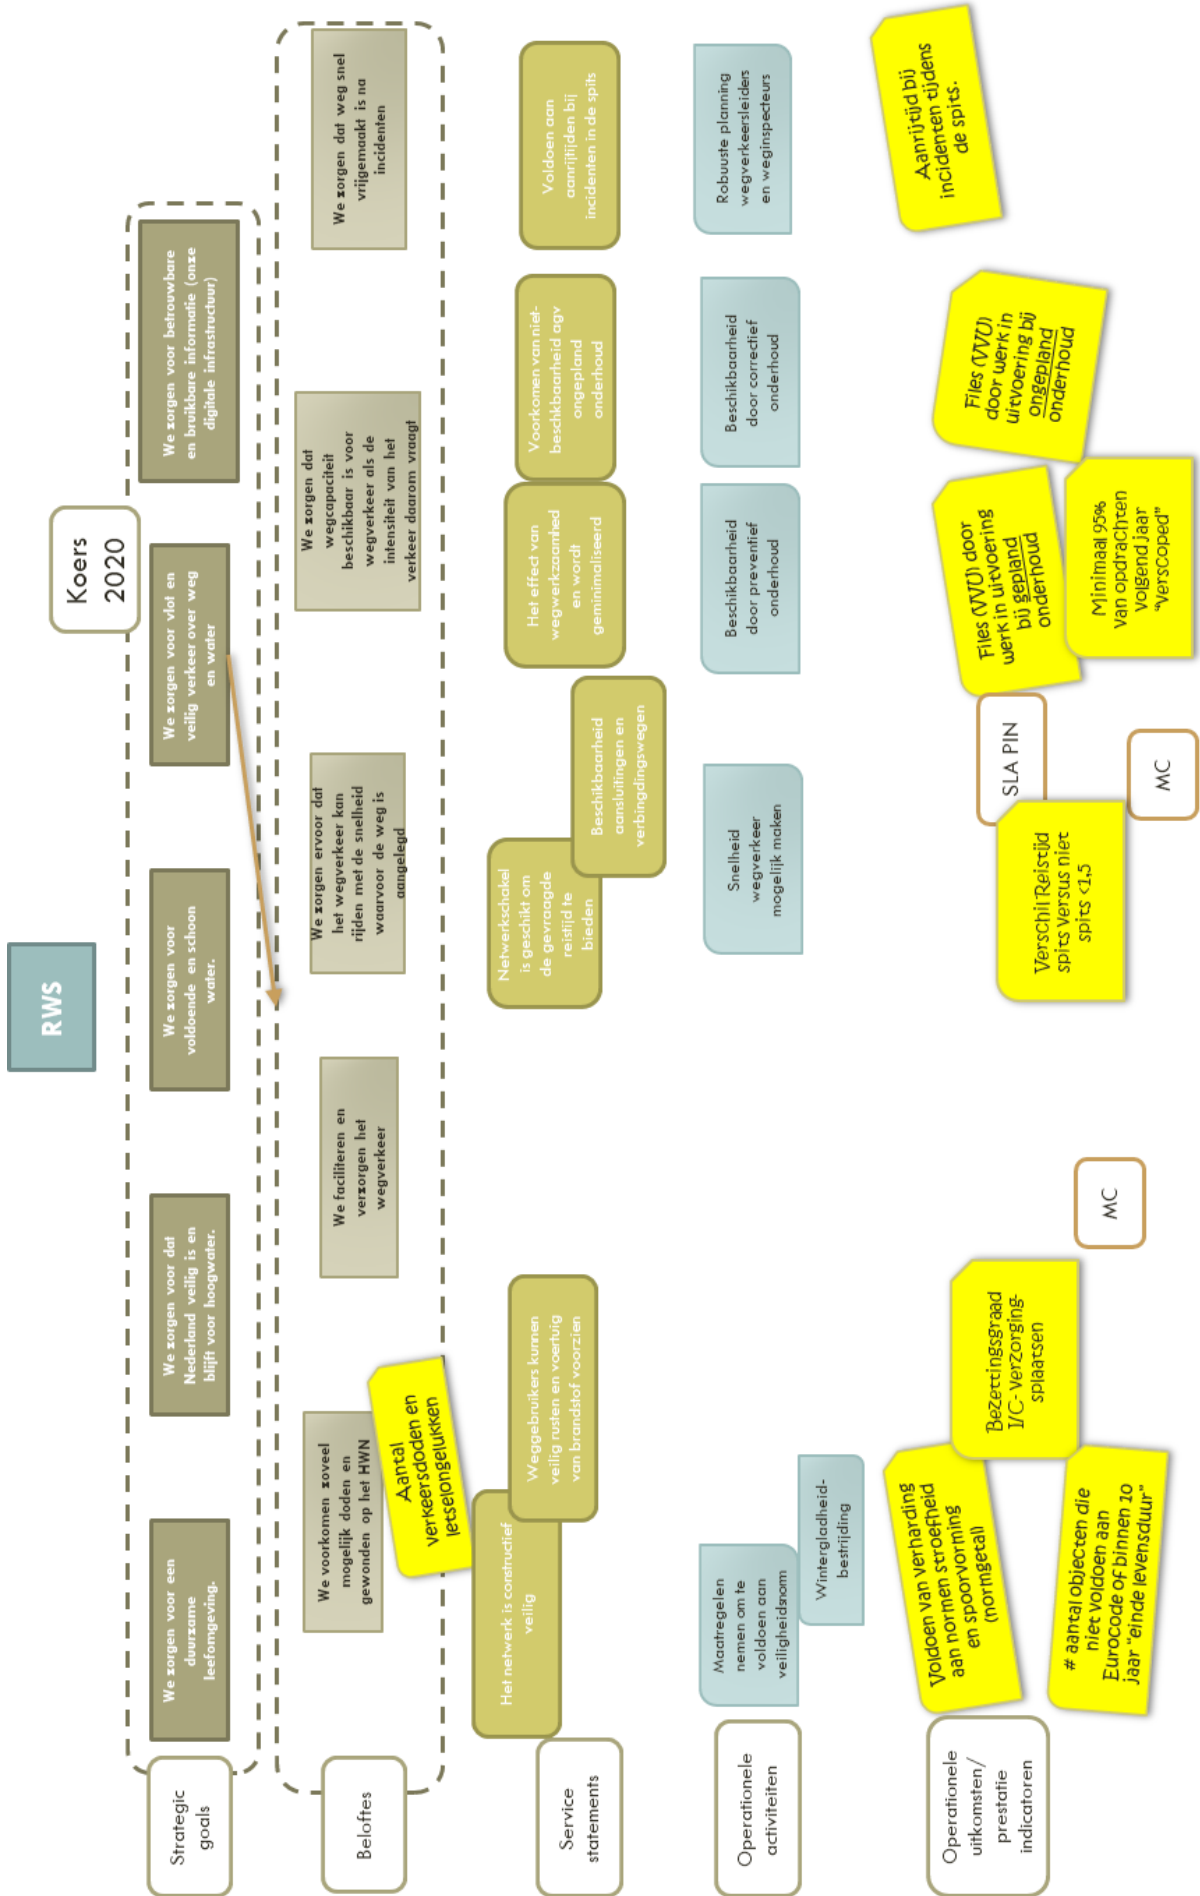 RWS
Koers
2020
Strategic
goals
We zorgen voor een
duurzame
leefomgeving.
We zorgen voor dat
Nederland veilig is en
blijft voor hoogwater.
We zorgen voor
voldoende en schoon
water.
We zorgen voor vlot en
veilig verkeer over weg
en water
We zorgen voor betrouwbare
en bruikbare informatie (onze
digitale infrastructuur)
Beloftes
We voorkomen zoveel
mogelijk doden en
gewonden op het HWN
Aantal
verkeersdoden en
letselongelukken
We faciliteren en
verzorgen het
wegverkeer
We zorgen ervoor dat
het wegverkeer kan
rijden met de snelheid
waarvoor de weg is
aangelegd
We zorgen dat
wegcapaciteit
beschikbaar is voor
wegverkeer als de
intensiteit van het
verkeer daarom vraagt
We zorgen dat weg snel
vrijgemaakt is na
incidenten
Service
statements
Het netwerk is constructief
veilig
Weggebruikers kunnen
veilig rusten en voertuig
van brandstof voorzien
Netwerkschakel
is geschikt om
de gevraagde
reistijd te
bieden
Beschikbaarheid
aansluitingen en
verbingdingswegen
Het effect van
wegwerkzaamhed
en wordt
geminimaliseerd
Voorkomen van niet-
beschkbaarheid agv
ongepland
onderhoud
Voldoen aan
aanrijtijden bij
incidenten in de spits
Operationele
activiteiten
Maatregelen
nemen om te
voldoen aan
veiligheidsnorm
Wintergladheid-
bestrijding
Snelheid
wegverkeer
mogelijk maken
Beschikbaarheid
door preventief
onderhoud
Beschikbaarheid
door correctief
onderhoud
Robuuste planning
wegverkeersleiders
en weginspecteurs
Operationele
uitkomsten/
prestatie
indicatoren
Voldoen van verharding
aan normen stroefheid
en spoorvorming
(normgetal)
# aantal objecten die
niet voldoen aan
Eurocode of binnen 10
jaar "einde levensduur"
Bezettingsgraad
I/C- verzorging-
splaatsen
MC
Verschil Reistijd
spits versus niet
spits <1,5
SLA PIN
MC
Files (VVU) door
werk in uitvoering
bij gepland
onderhoud
Minimaal 95%
van opdrachten
volgend jaar
"verscoped"
Files (VVU)
door werk in
uitvoering bij
ongepland
onderhoud
Aanrijtijd bij
incidenten tijdens
de spits.